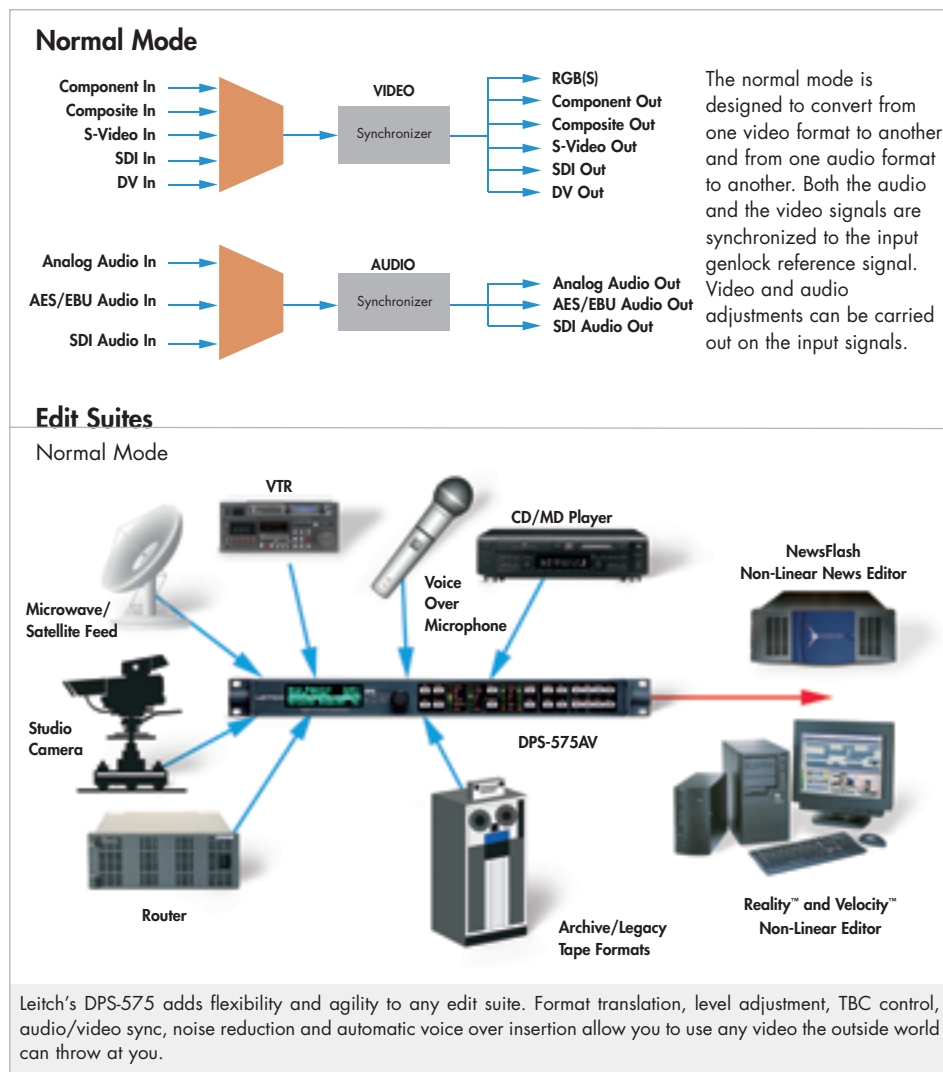 Normal Mode
Component In
Composite In
S-Video In
SDI In
DV In
VIDEO
Synchronizer
RGB(S)
Component Out
Composite Out
S-Video Out
SDI Out
DV Out
The normal mode is
designed to convert from
one video format to another
and from one audio format
to another. Both the audio
and the video signals are
synchronized to the input
genlock reference signal.
Video and audio
adjustments can be carried
out on the input signals.
Analog Audio In
AES/EBU Audio In
SDI Audio In
AUDIO
Synchronizer
Analog Audio Out
AES/EBU Audio Out
SDI Audio Out
Edit Suites
Normal Mode
VTR
CD/MD Player
NewsFlash
Non-Linear News Editor
Microwave/
Satellite Feed
Voice
Over
Microphone
Studio
Camera
DPS-575AV
Router
Archive/Legacy
Tape Formats
Reality™ and Velocity™
Non-Linear Editor
Leitch's DPS-575 adds flexibility and agility to any edit suite. Format translation, level adjustment, TBC control,
audio/video sync, noise reduction and automatic voice over insertion allow you to use any video the outside world
can throw at you.